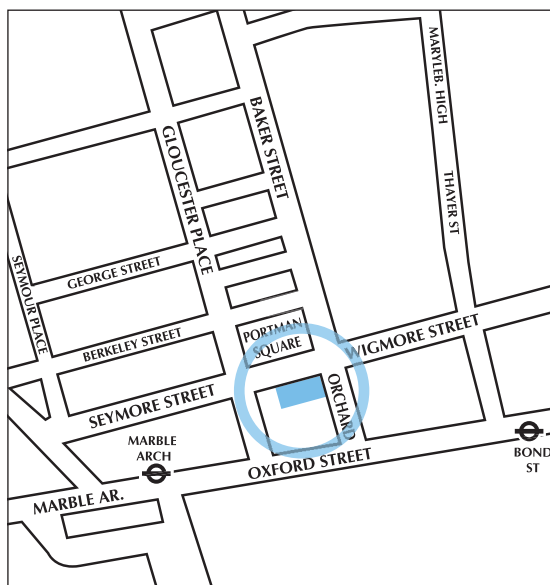 MARYLEB. HIGH
BAKER STREET
GLOUCESTER PLACE
THAYER ST
GEORGE STREET
SEYMOUR PLACE
PORTMAN
SQUARE
BERKELEY STREET
WIGMORE STREET
SEYMORE STREET
ORCHARD
MARBLE
ARCH
OXFORD STREET
BOND
ST
MARBLE AR.